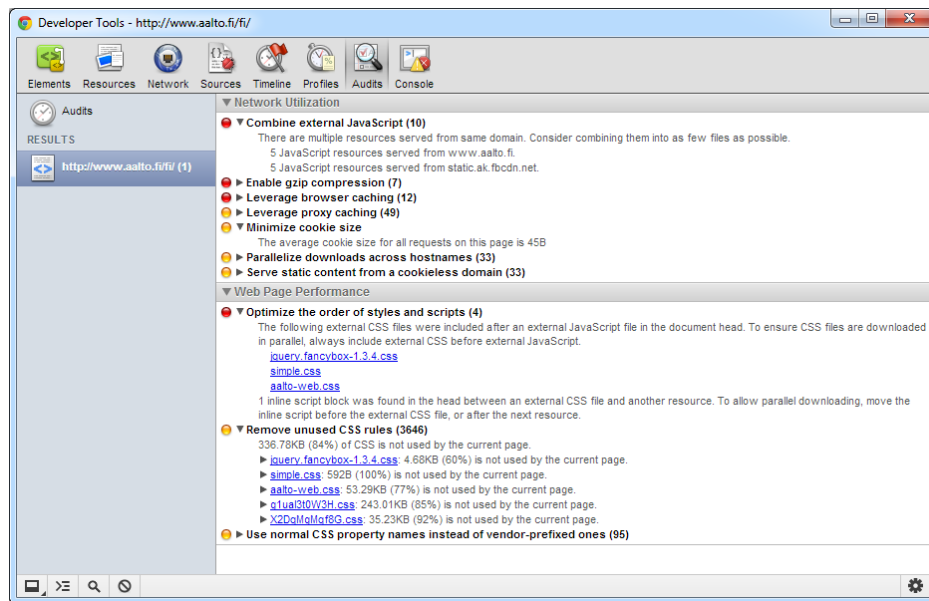 Developer Tools - http://www.aalto.fi/fi/
Elements Resources Network Sources Timeline Profiles Audits Console
Audits
RESULTS
http://www.aalto.fi/fi/ (1)
Network Utilization
Combine external JavaScript (10)
There are multiple resources served from same domain. Consider combining them into as few files as possible.
5 JavaScript resources served from www.aalto.fi.
5 JavaScript resources served from static.ak.fbcdn.net.
Enable gzip compression (7)
Leverage browser caching (12)
Leverage proxy caching (49)
Minimize cookie size
The average cookie size for all requests on this page is 45B
Parallelize downloads across hostnames (33)
Serve static content from a cookieless domain (33)
Web Page Performance
Optimize the order of styles and scripts (4)
The following external CSS files were included after an external JavaScript file in the document head. To ensure CSS files are downloaded
in parallel, always include external CSS before external JavaScript.
jquery.fancybox-1.3.4.css
simple.css
aalto-web.css
1 inline script block was found in the head between an external CSS file and another resource. To allow parallel downloading, move the
inline script before the external CSS file, or after the next resource.
Remove unused CSS rules (3646)
336.78KB (84%) of CSS is not used by the current page.
jquery.fancybox-1.3.4.css: 4.68KB (60%) is not used by the current page.
simple.css: 592B (100%) is not used by the current page.
aalto-web.css: 53.29KB (77%) is not used by the current page.
q1ual3t0W3H.css: 243.01KB (85%) is not used by the current page.
X2DqMqMqf8G.css: 35.23KB (92%) is not used by the current page.
Use normal CSS property names instead of vendor-prefixed ones (95)